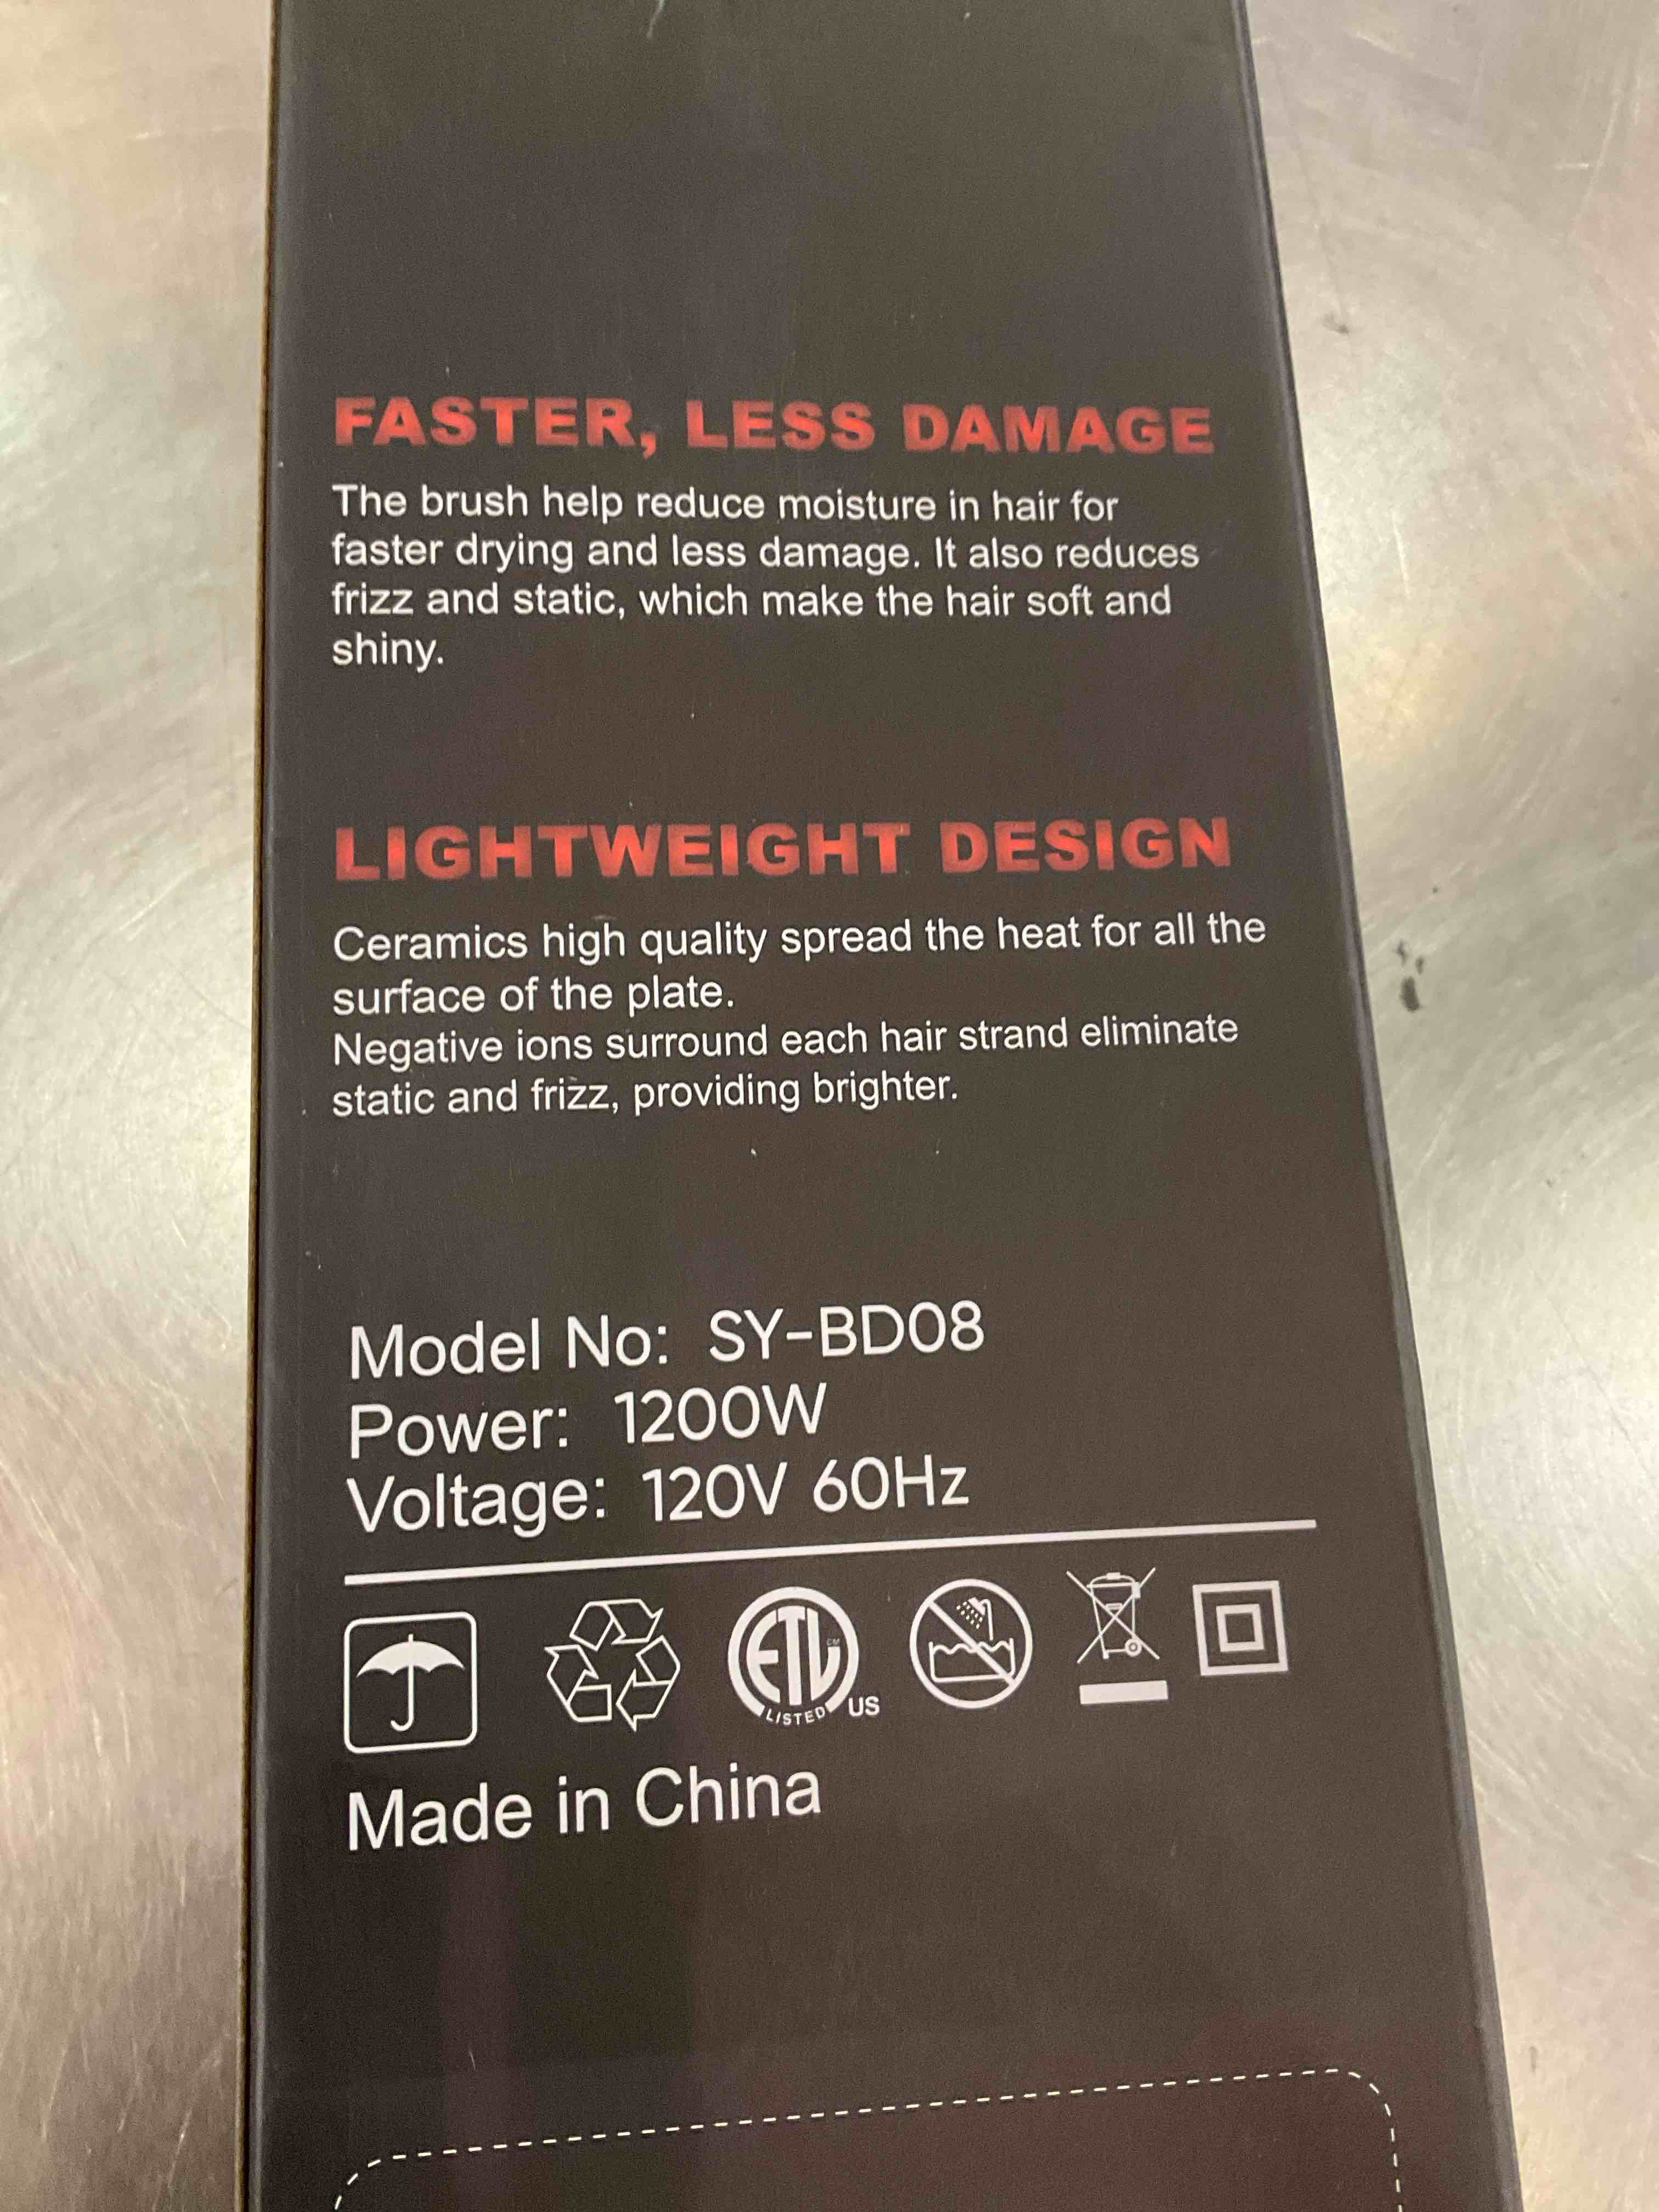 FASTER, LESS DAMAGE
The brush help reduce moisture in hair for
faster drying and less damage. It also reduces
frizz and static, which make the hair soft and
shiny.
LIGHTWEIGHT DESIGN
Ceramics high quality spread the heat for all the
surface of the plate.
Negative ions surround each hair strand eliminate
static and frizz, providing brighter.
Model No: SY-BD08
Power: 1200W
Voltage: 120V 60Hz
ETL CM LISTED US
Made in China